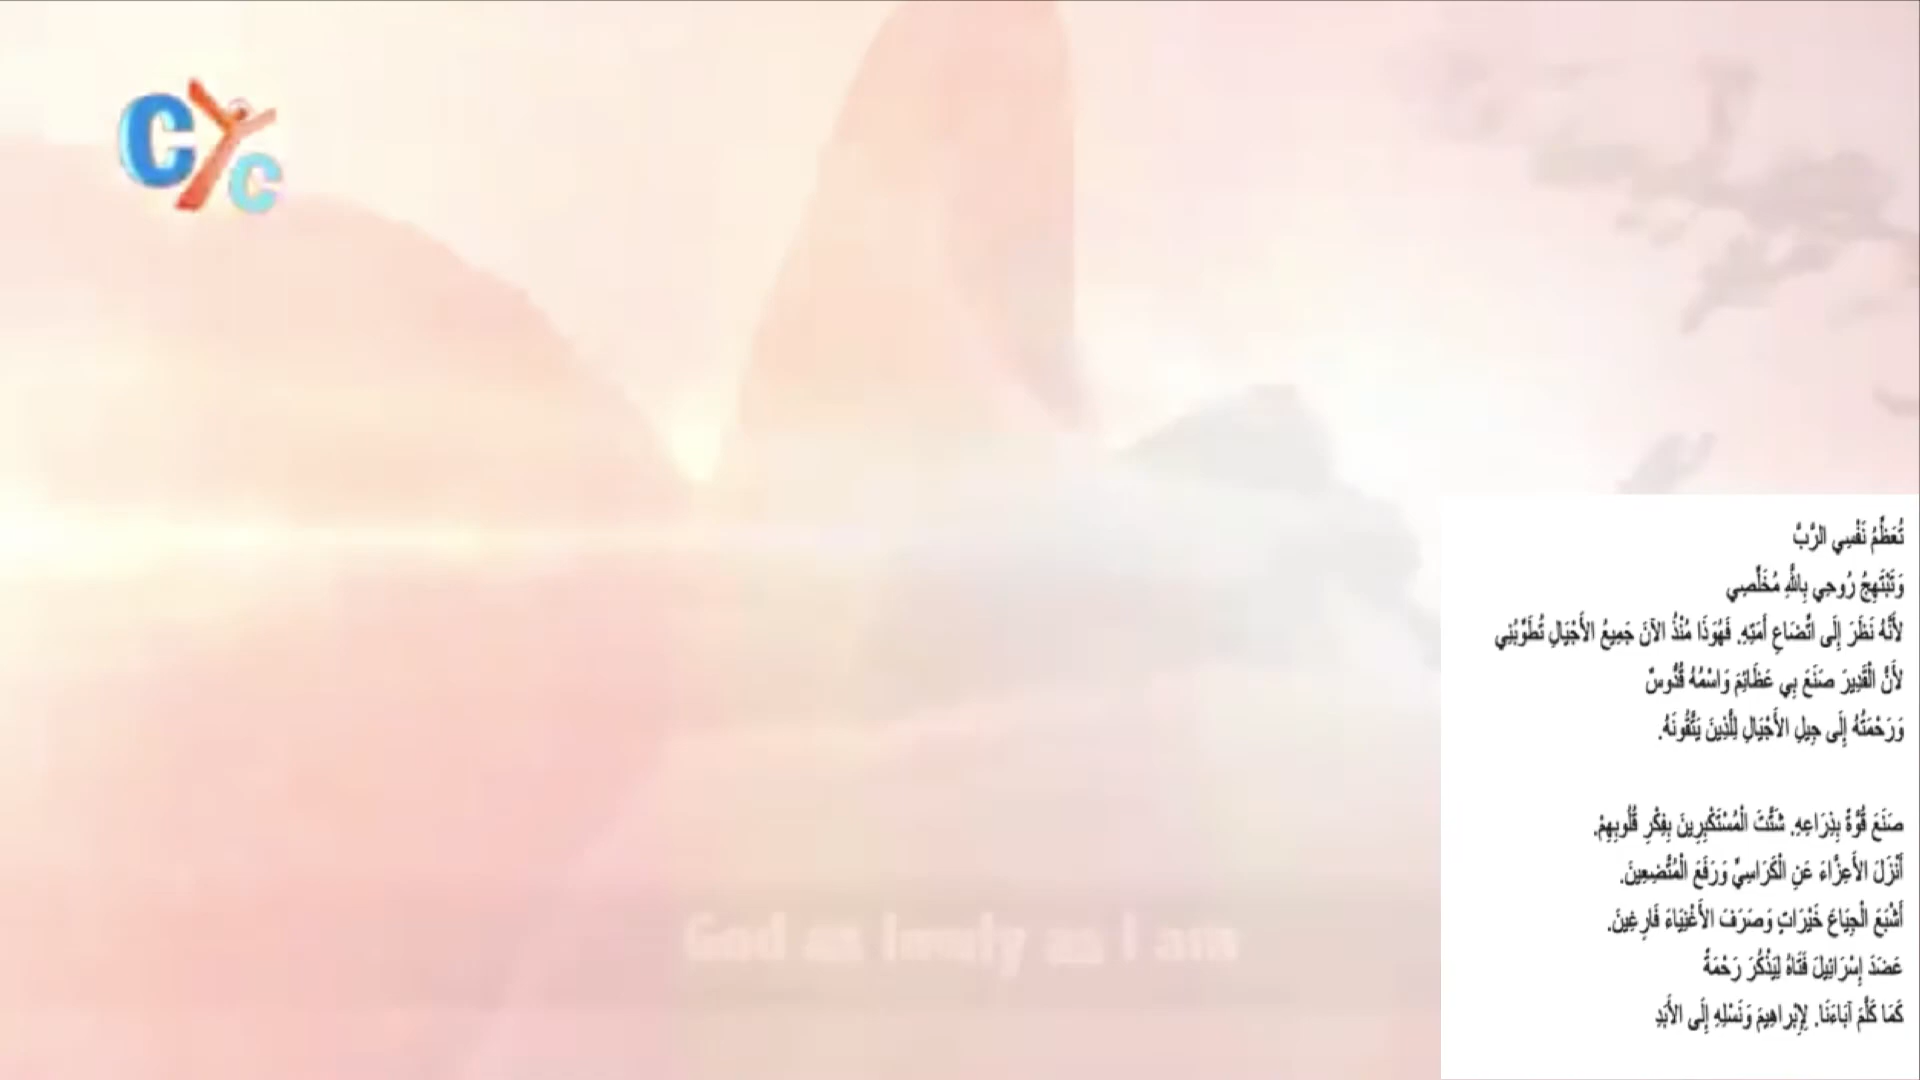 CYC
تُعَظِّمُ نَفْسِي الرَّبَّ
وَتَبْتَهِجُ رُوحِي بِاللهِ مُخَلِّصِي
لأَنَّهُ نَظَرَ إِلَى اتِّضَاعِ أَمَتِهِ. فَهُوَذَا مُنْذُ الآنَ جَمِيعُ الأَجْيَالِ تُطَوِّبُنِي
لأَنَّ الْقَدِيرَ صَنَعَ بِي عَظَائِمَ وَاسْمُهُ قُدُّوسٌ
وَرَحْمَتُهُ إِلَى جِيلِ الأَجْيَالِ لِلَّذِينَ يَتَّقُونَهُ.
صَنَعَ قُوَّةً بِذِرَاعِهِ. شَتَّتَ الْمُسْتَكْبِرِينَ بِفِكْرِ قُلُوبِهِمْ.
أَنْزَلَ الأَعِزَّاءَ عَنِ الْكَرَاسِيِّ وَرَفَعَ الْمُتَّضِعِينَ.
أَشْبَعَ الْجِيَاعَ خَيْرَاتٍ وَصَرَفَ الأَغْنِيَاءَ فَارِغِينَ.
عَضَدَ إِسْرَائِيلَ فَتَاهُ لِيَذْكُرَ رَحْمَةً
كَمَا كَلَّمَ آبَاءَنَا. لِإِبْراهِيمَ وَنَسْلِهِ إِلَى الأَبَدِ
God as lowly as I am